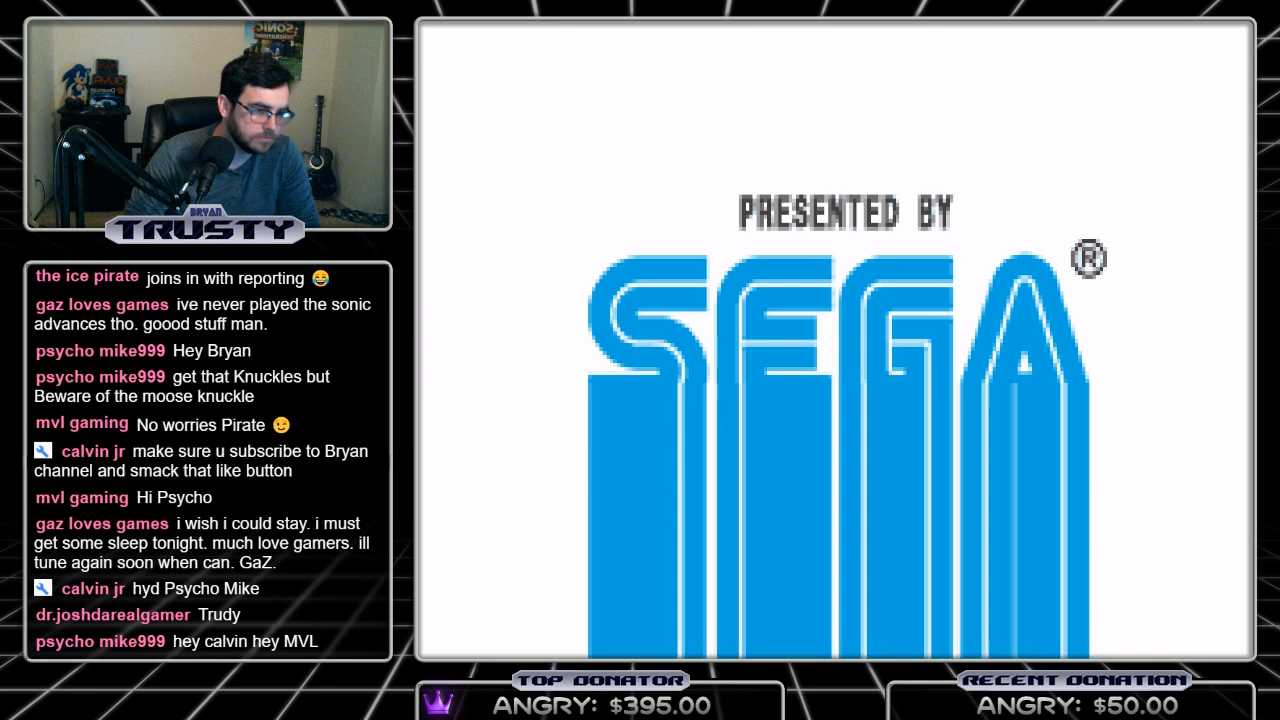 BRYAN
TRUSTY
the ice pirate joins in with reporting 😂
gaz loves games ive never played the sonic
advances tho. goood stuff man.
psycho mike999 Hey Bryan
psycho mike999 get that Knuckles but
Beware of the moose knuckle
mvl gaming No worries Pirate 😉
calvin jr make sure u subscribe to Bryan
channel and smack that like button
mvl gaming Hi Psycho
gaz loves games i wish i could stay. i must
get some sleep tonight. much love gamers. ill
tune again soon when can. GaZ.
calvin jr hyd Psycho Mike
dr.joshdarealgamer Trudy
psycho mike999 hey calvin hey MVL
PRESENTED BY
SEGA®
TOP DONATOR
ANGRY: $395.00
RECENT DONATION
ANGRY: $50.00